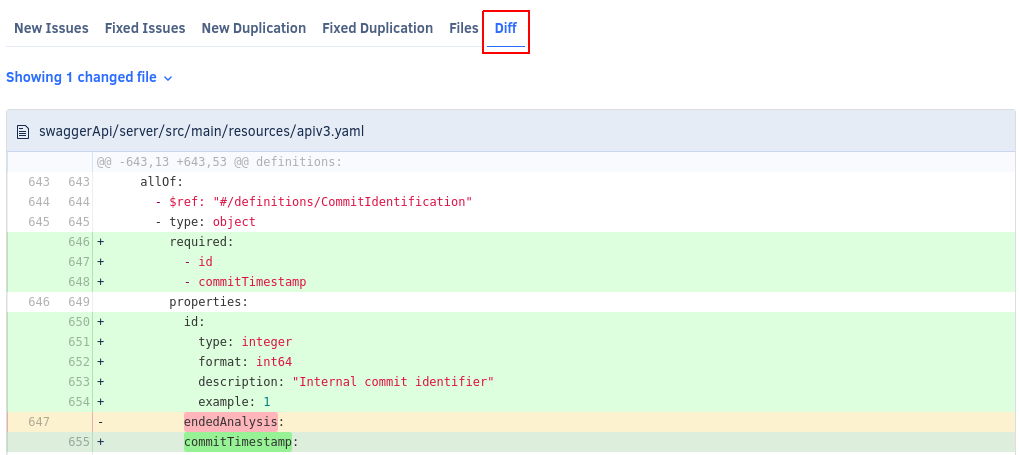 New Issues Fixed Issues New Duplication Fixed Duplication Files Diff
Showing 1 changed file
swaggerApi/server/src/main/resources/apiv3.yaml
@@ -643,13 +643,53 @@ definitions:
643 643 allOf:
644 644 - $ref: "#/definitions/CommitIdentification"
645 645 - type: object
646 + required:
647 + - id
648 + - commitTimestamp
646 649 properties:
650 + id:
651 + type: integer
652 + format: int64
653 + description: "Internal commit identifier"
654 + example: 1
647 - endedAnalysis:
655 + commitTimestamp: